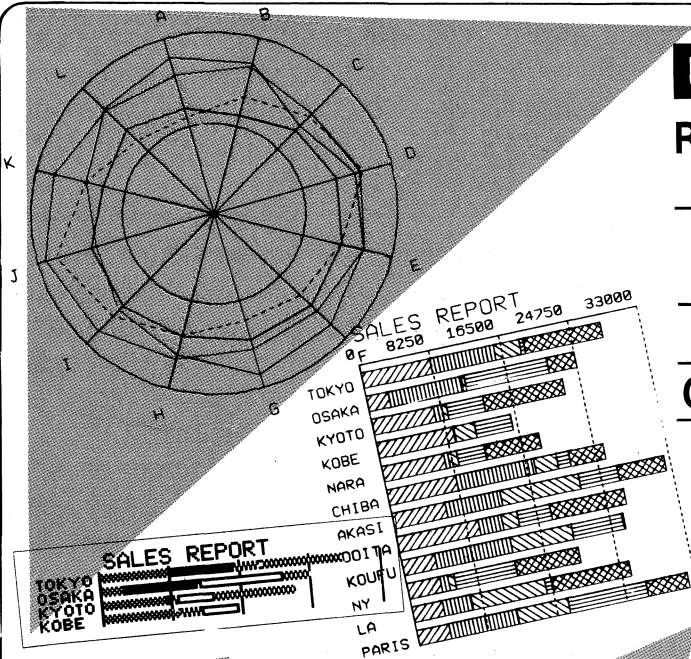 A
B
C
D
E
F
G
H
I
J
K
L
R
SALES REPORT
0 8250 16500 24750 33000
TOKYO
OSAKA
KYOTO
KOBE
NARA
CHIBA
AKASI
OOITA
KOUFU
NY
LA
PARIS
SALES REPORT
TOKYO
OSAKA
KYOTO
KOBE